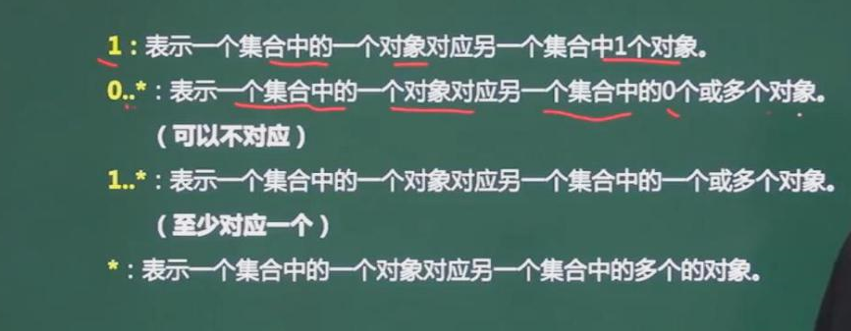 1：表示一个集合中的一个对象对应另一个集合中1个对象。
0..*：表示一个集合中的一个对象对应另一个集合中的0个或多个对象。
（可以不对应）
1..*：表示一个集合中的一个对象对应另一个集合中的一个或多个对象。
（至少对应一个）
*：表示一个集合中的一个对象对应另一个集合中的多个的对象。